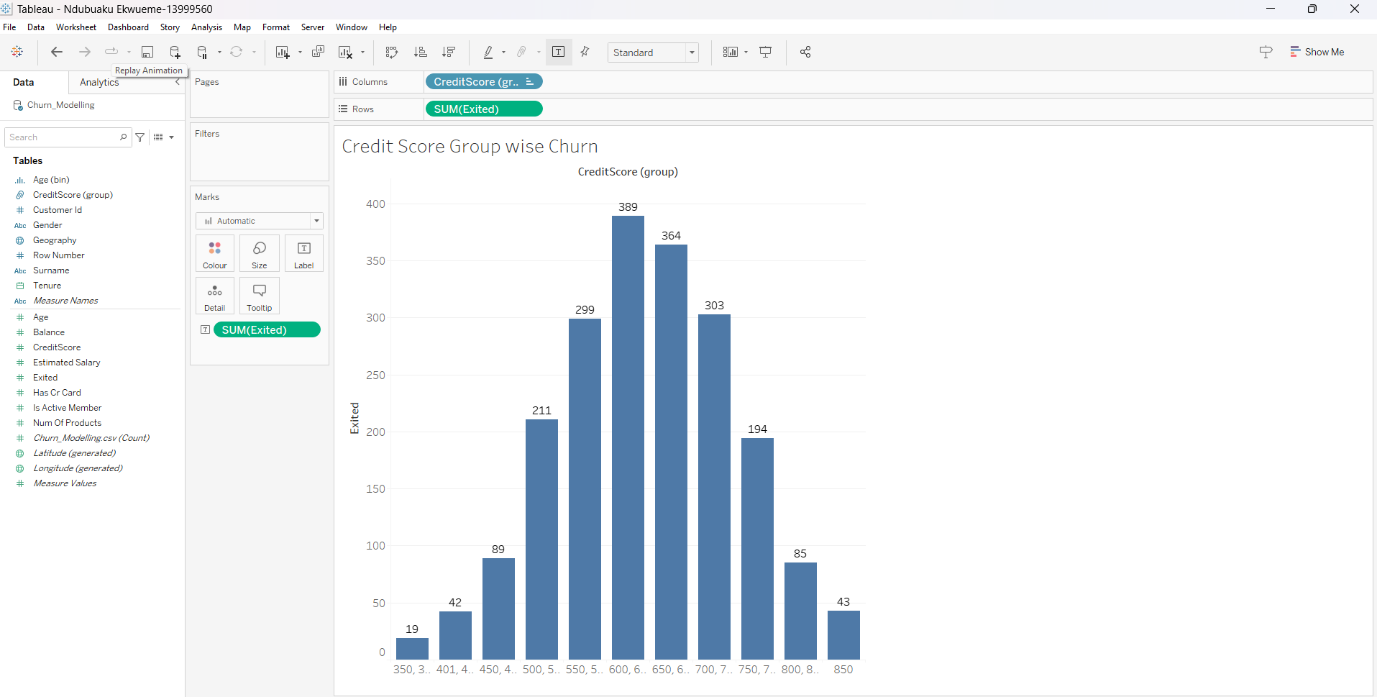 Tableau - Ndubuaku Ekwueme-13999560
File Data Worksheet Dashboard Story Analysis Map Format Server Window Help
Standard
Show Me
Replay Animation
Data Analytics
Churn_Modelling
Search
Tables
Age (bin)
CreditScore (group)
Customer Id
Abc Gender
Geography
Row Number
Abc Surname
Tenure
Abc Measure Names
Age
Balance
CreditScore
Estimated Salary
Exited
Has Cr Card
Is Active Member
Num Of Products
Churn_Modelling.csv (Count)
Latitude (generated)
Longitude (generated)
Measure Values
Pages
Filters
Marks
Automatic
Colour Size Label
Detail Tooltip
SUM(Exited)
Columns CreditScore (gr..
Rows SUM(Exited)
Credit Score Group wise Churn
CreditScore (group)
Exited
400
350
300
250
200
150
100
50
0
19
42
89
211
299
389
364
303
194
85
43
350, 3.. 401, 4.. 450, 4.. 500, 5.. 550, 5.. 600, 6.. 650, 6.. 700, 7.. 750, 7.. 800, 8.. 850